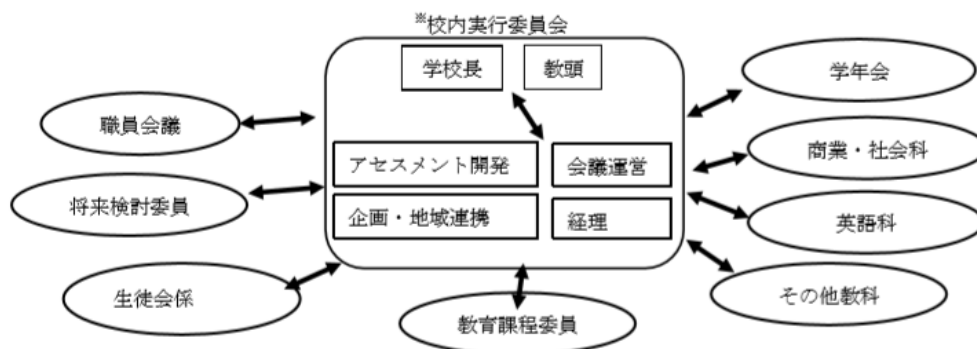 ※校内実行委員会
学校長
教頭
学年会
職員会議
アセスメント開発
会議運営
商業・社会科
将来検討委員
企画・地域連携
経理
英語科
生徒会係
教育課程委員
その他教科